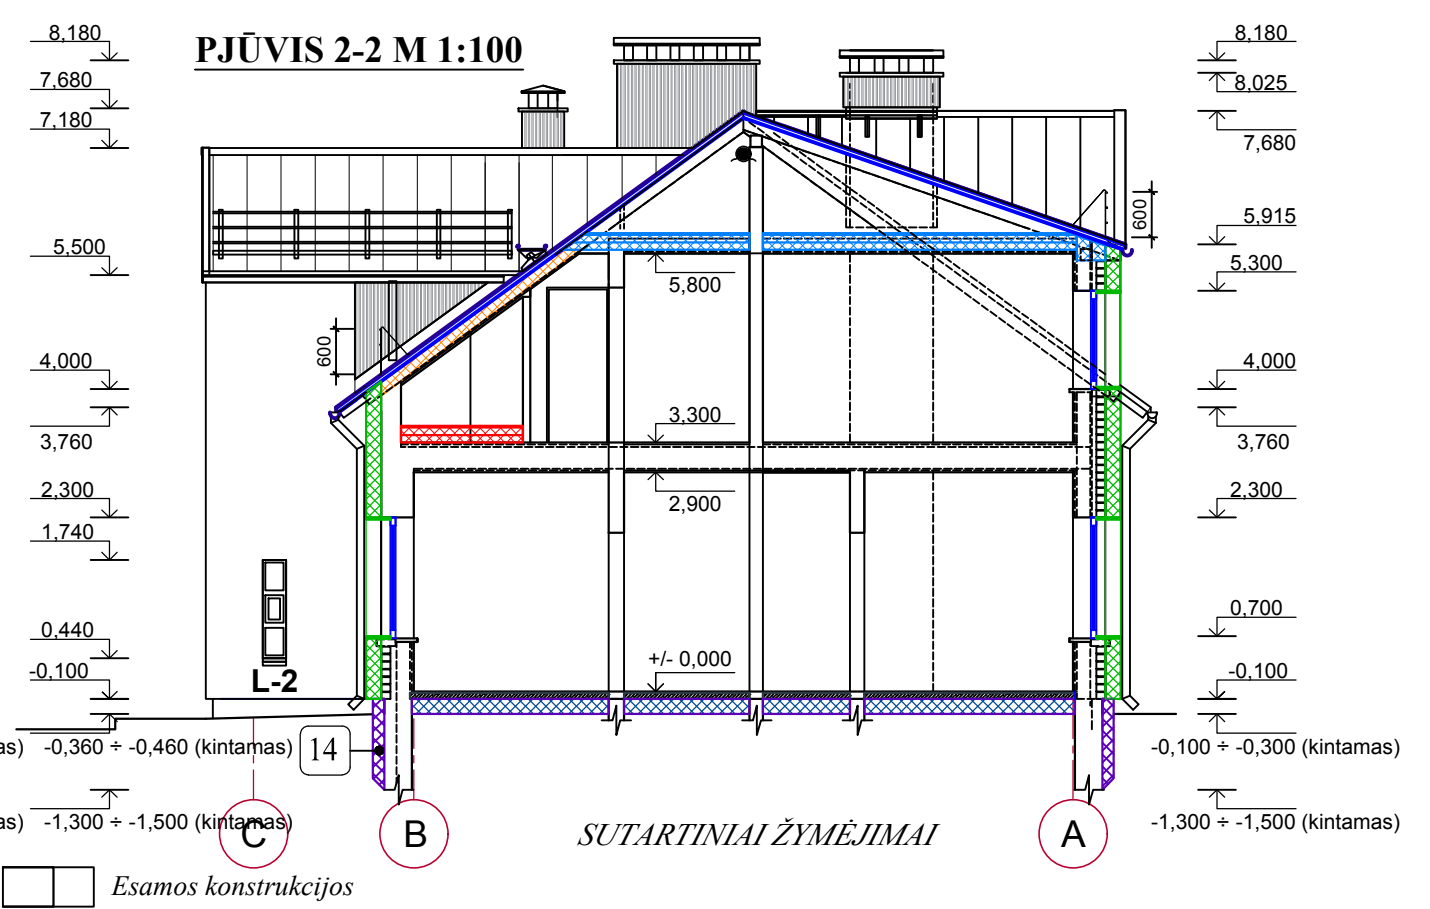 PJŪVIS 2-2 M 1:100
8,180
7,680
7,180
5,500
4,000
3,760
2,300
1,740
0,440
-0,100
as) -0,360 ÷ -0,460 (kintamas)
as) -1,300 ÷ -1,500 (kintamas)
600
5,800
3,300
2,900
+/- 0,000
L-2
14
600
8,180
8,025
7,680
5,915
5,300
4,000
3,760
2,300
0,700
-0,100
-0,100 ÷ -0,300 (kintamas)
-1,300 ÷ -1,500 (kintamas)
C
B
A
SUTARTINIAI ŽYMĖJIMAI
Esamos konstrukcijos